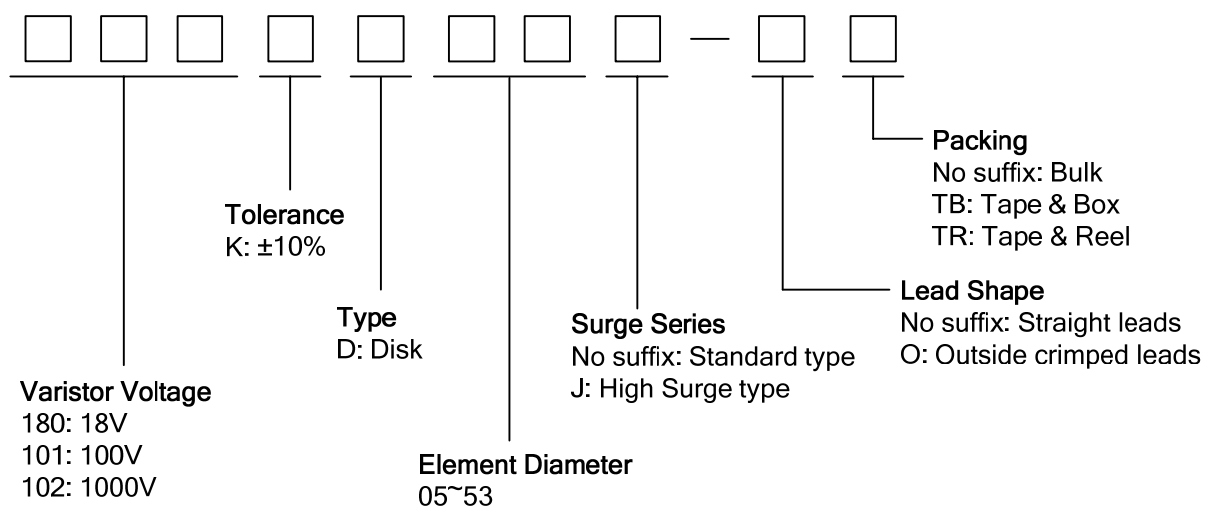 Packing
No suffix: Bulk
TB: Tape & Box
TR: Tape & Reel
Tolerance
K: ±10%
Lead Shape
No suffix: Straight leads
O: Outside crimped leads
Type
D: Disk
Surge Series
No suffix: Standard type
J: High Surge type
Varistor Voltage
180: 18V
101: 100V
102: 1000V
Element Diameter
05~53